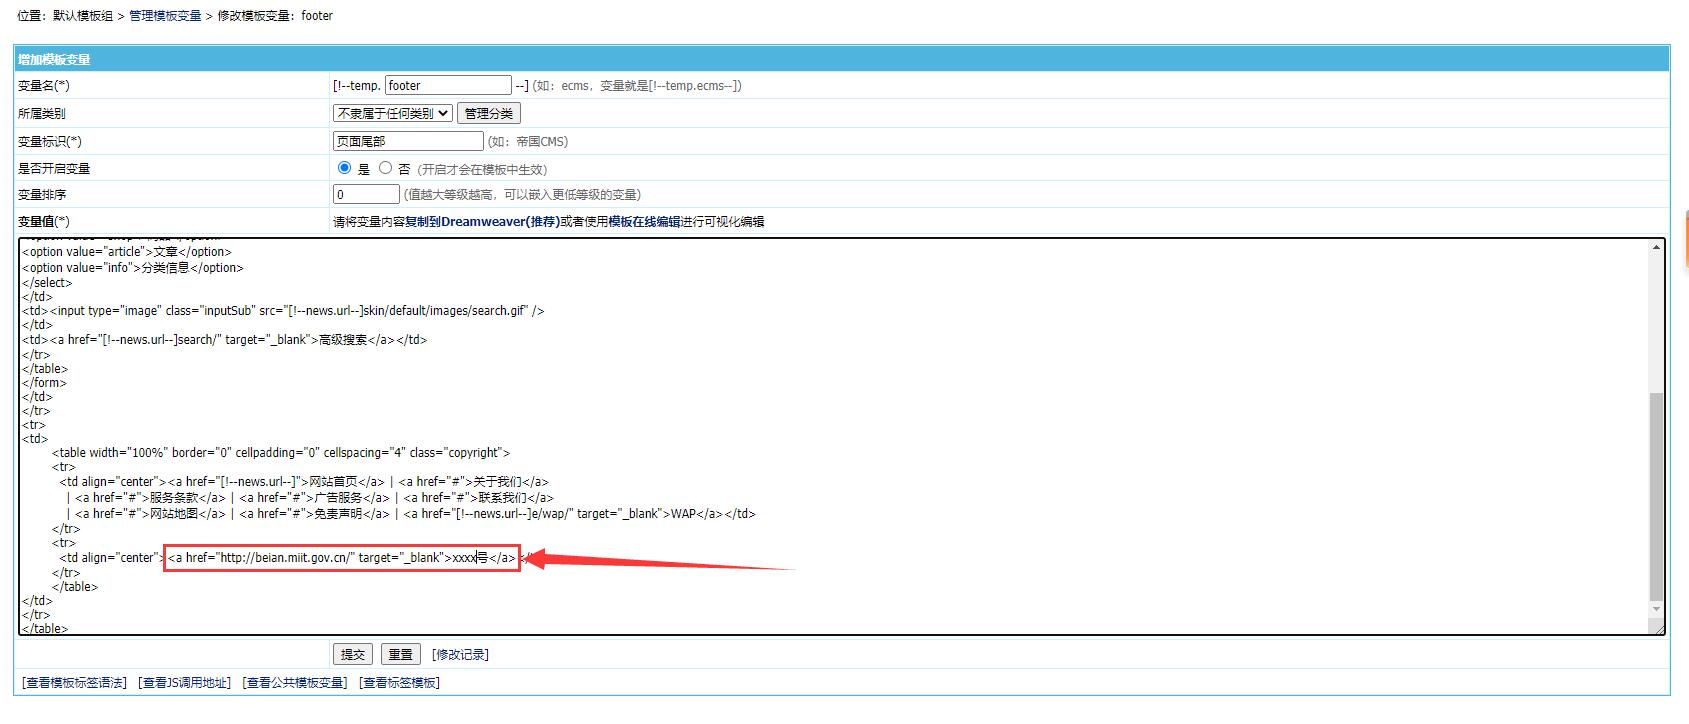 位置：默认模板组 > 管理模板变量 > 修改模板变量：footer
增加模板变量
变量名(*) [!--temp. footer --] (如：ecms，变量就是[!--temp.ecms--])
所属类别 不隶属于任何类别 管理分类
变量标识(*) 页面尾部 (如：帝国CMS)
是否开启变量 是 否 (开启才会在模板中生效)
变量排序 0 (值越大等级越高，可以嵌入更低等级的变量)
变量值(*) 请将变量内容复制到Dreamweaver(推荐)或者使用模板在线编辑进行可视化编辑
<option value="article">文章</option>
<option value="info">分类信息</option>
</select>
</td>
<td><input type="image" class="inputSub" src="[!--news.url--]skin/default/images/search.gif" />
</td>
<td><a href="[!--news.url--]search/" target="_blank">高级搜索</a></td>
</tr>
</table>
</form>
</td>
</tr>
<tr>
<td>
<table width="100%" border="0" cellpadding="0" cellspacing="4" class="copyright">
<tr>
<td align="center"><a href="[!--news.url--]">网站首页</a> | <a href="#">关于我们</a>
| <a href="#">服务条款</a> | <a href="#">广告服务</a> | <a href="#">联系我们</a>
| <a href="#">网站地图</a> | <a href="#">免责声明</a> | <a href="[!--news.url--]e/wap/" target="_blank">WAP</a></td>
</tr>
<tr>
<td align="center"><a href="http://beian.miit.gov.cn/" target="_blank">xxxx号</a>
</tr>
</table>
</td>
</tr>
</table>
提交 重置 [修改记录]
[查看模板标签语法] [查看JS调用地址] [查看公共模板变量] [查看标签模板]